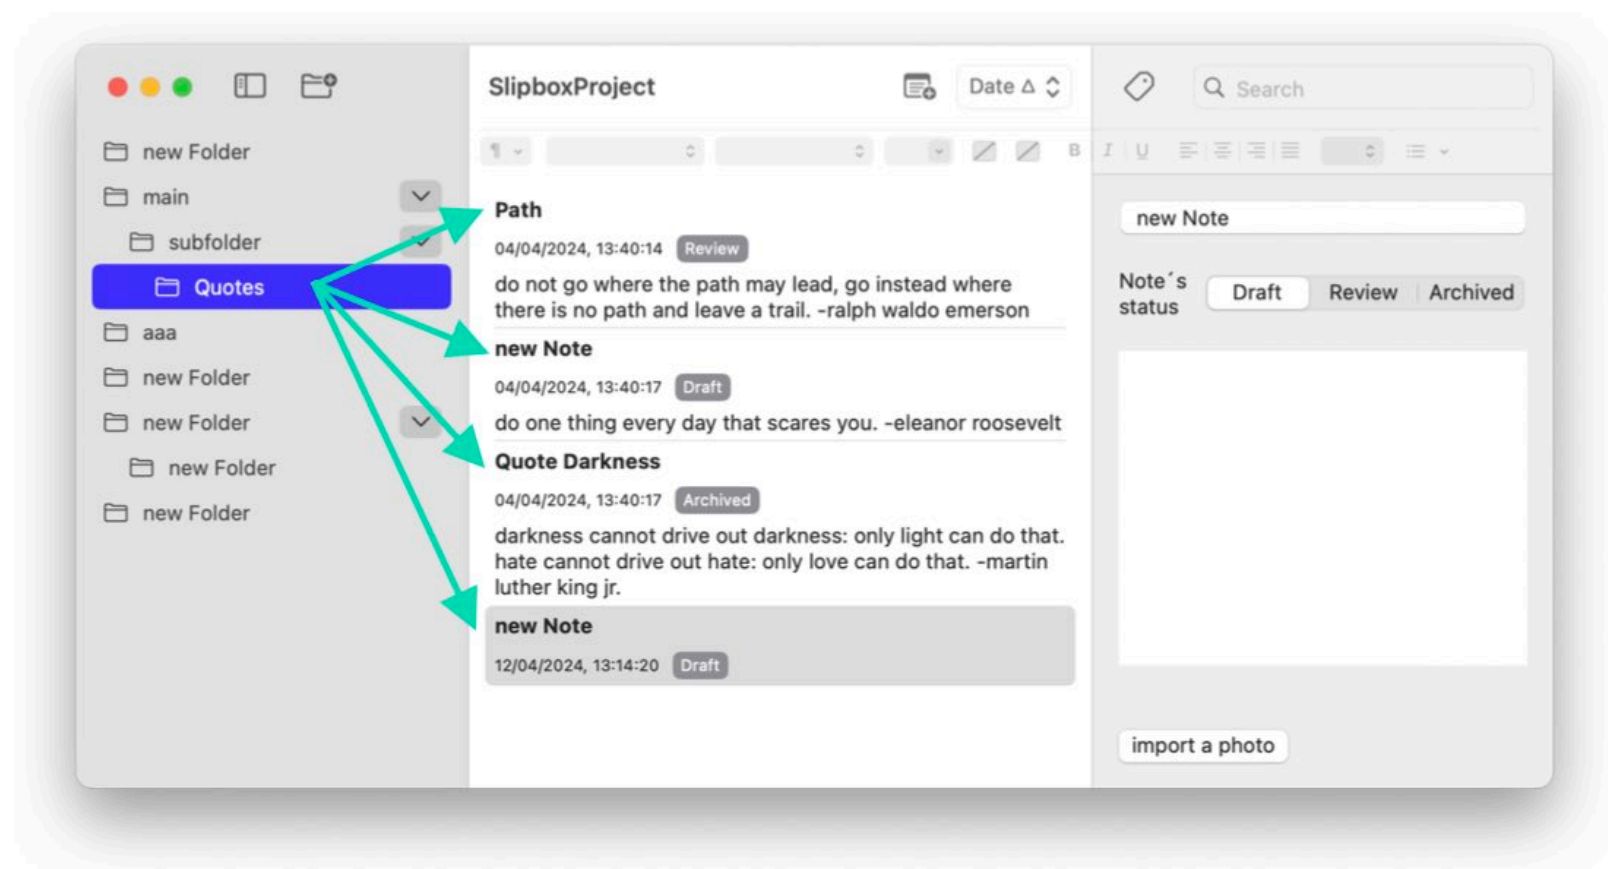 SlipboxProject
Date Δ
Search
new Folder
main
subfolder
Quotes
aaa
new Folder
new Folder
new Folder
new Folder
¶
B I U
Path
04/04/2024, 13:40:14 Review
do not go where the path may lead, go instead where
there is no path and leave a trail. -ralph waldo emerson
new Note
04/04/2024, 13:40:17 Draft
do one thing every day that scares you. -eleanor roosevelt
Quote Darkness
04/04/2024, 13:40:17 Archived
darkness cannot drive out darkness: only light can do that.
hate cannot drive out hate: only love can do that. -martin
luther king jr.
new Note
12/04/2024, 13:14:20 Draft
new Note
Note´s
status
Draft Review Archived
import a photo